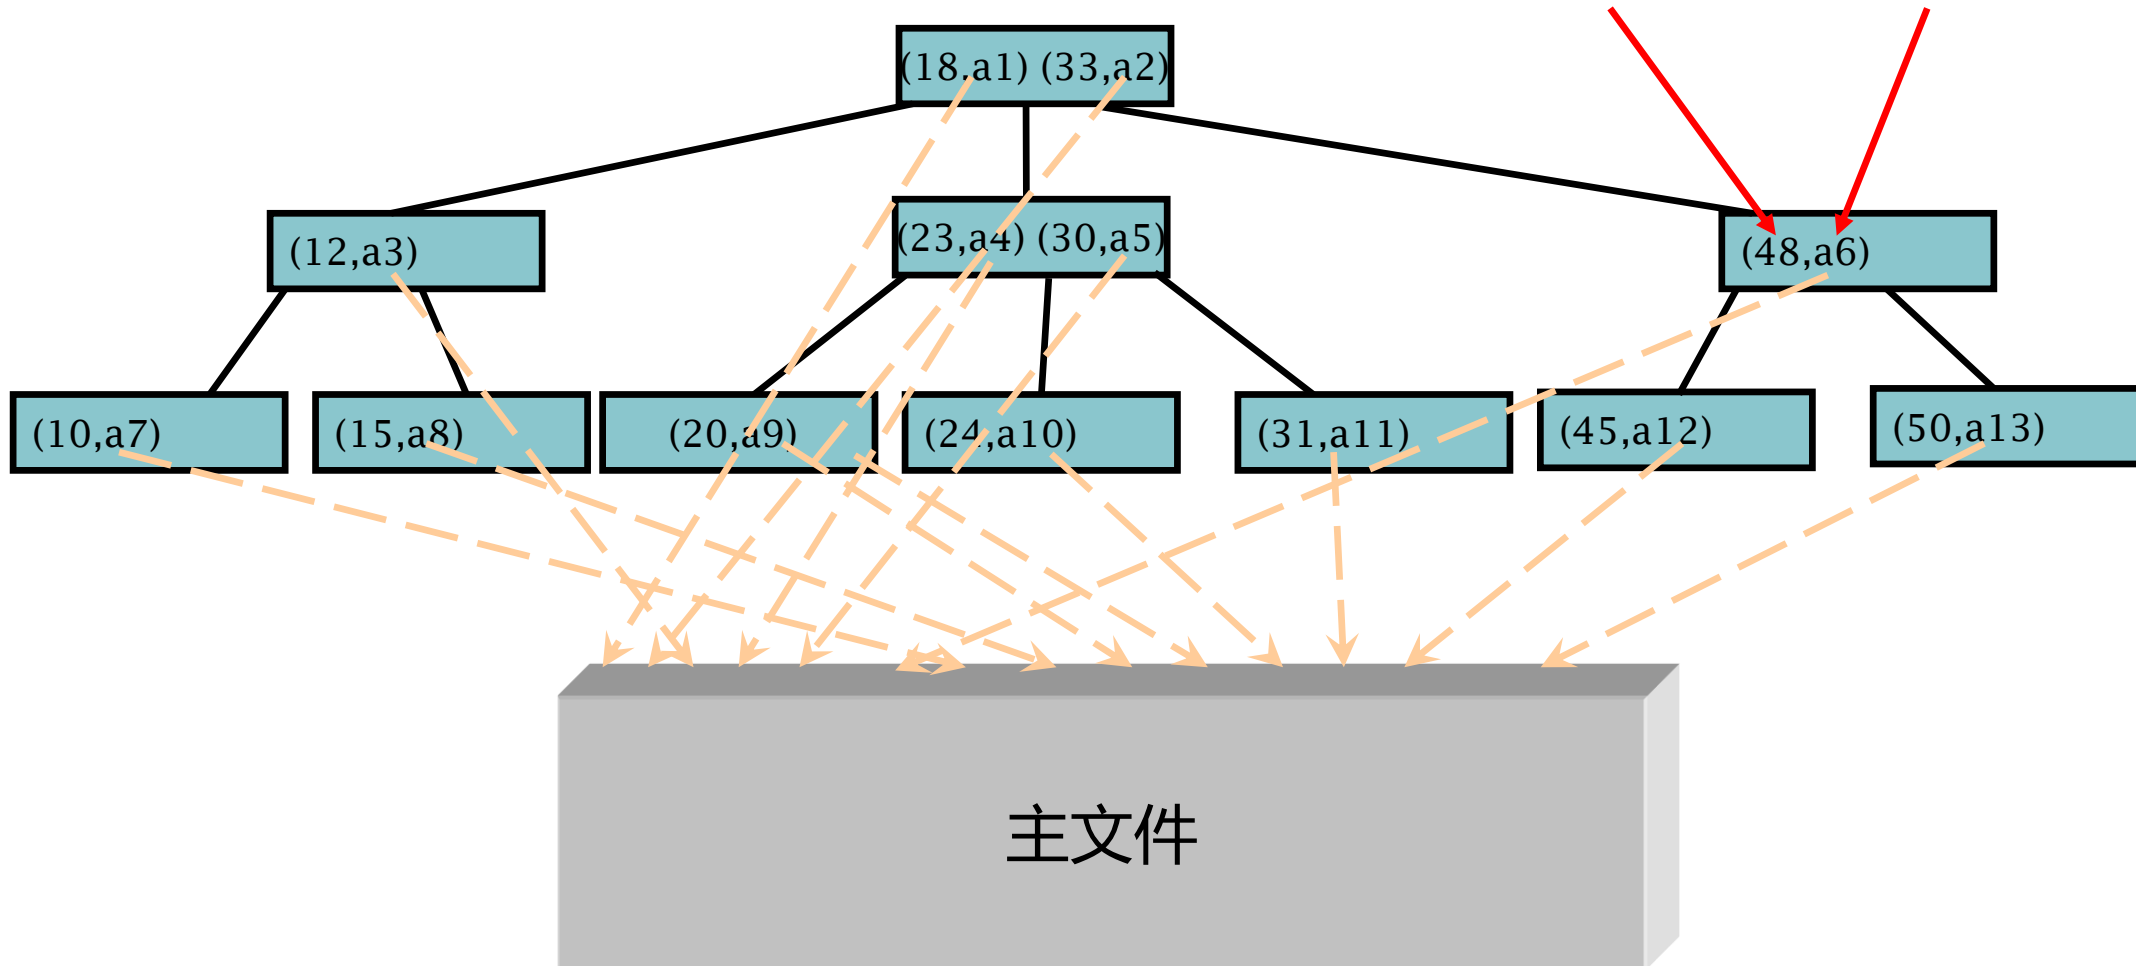 (18,a1) (33,a2)
(12,a3)
(23,a4) (30,a5)
(48,a6)
(10,a7)
(15,a8)
(20,a9)
(24,a10)
(31,a11)
(45,a12)
(50,a13)
主文件